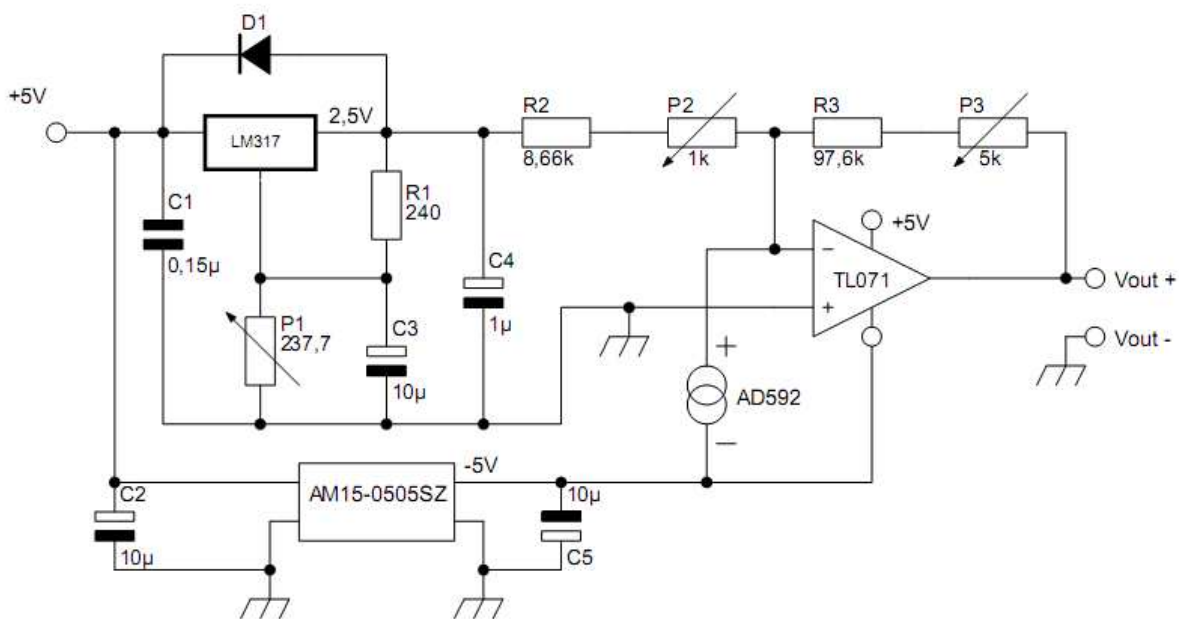 D1
+5V
2,5V
LM317
R2
8,66k
P2
1k
R3
97,6k
P3
5k
C1
0,15µ
R1
240
C4
1µ
+5V
TL071
−
+
Vout +
Vout -
P1
237,7
C3
10µ
+
AD592
−
-5V
C2
10µ
AM15-0505SZ
10µ
C5